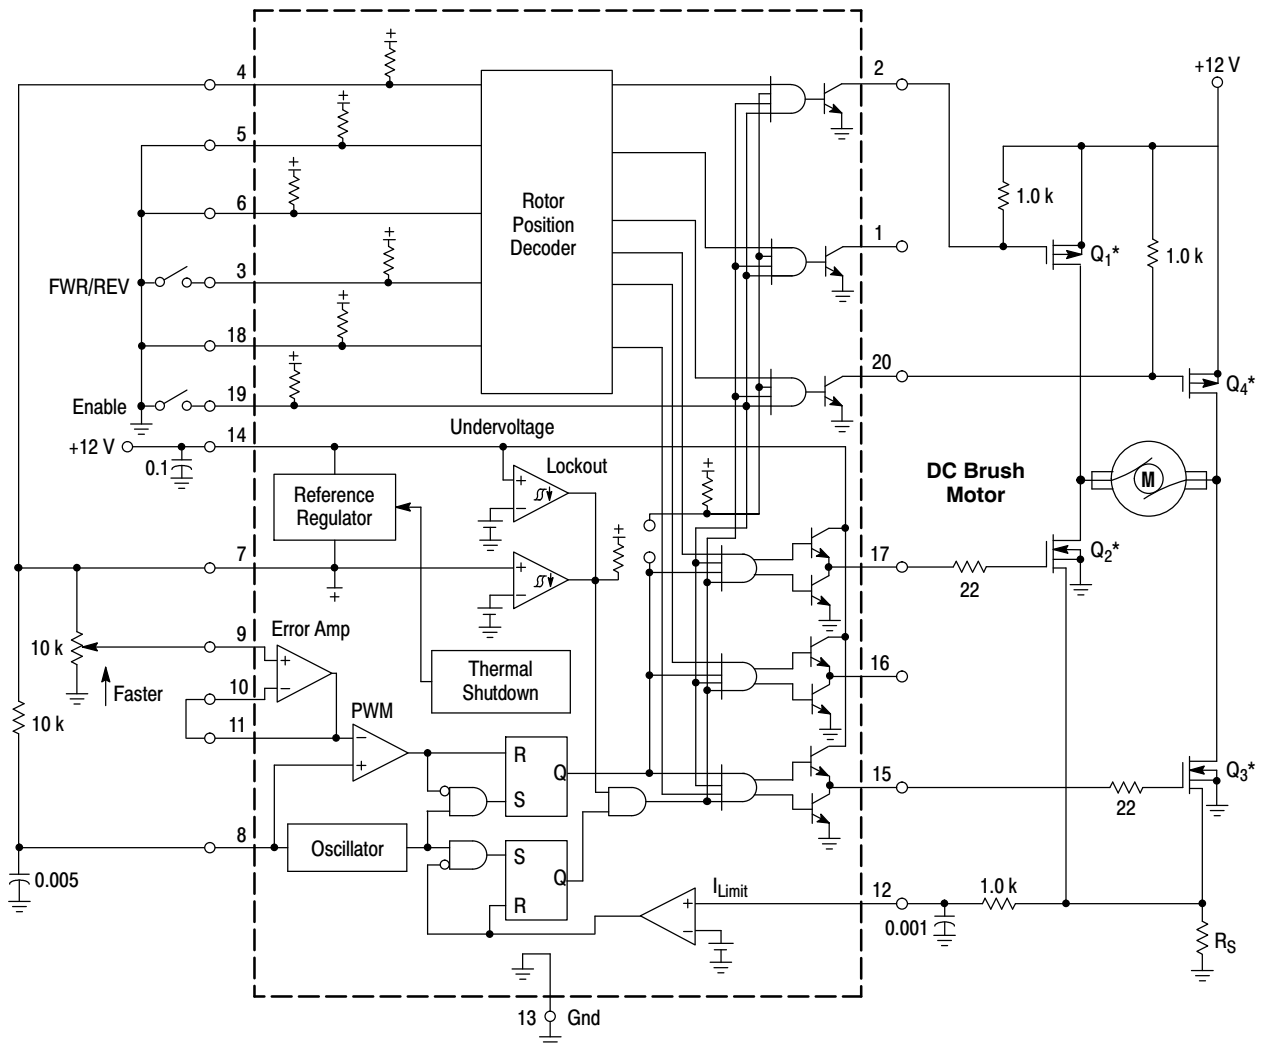 4
2
+12 V
5
1.0 k
6
Rotor
Position
Decoder
1
Q1*
1.0 k
FWR/REV
3
18
20
Q4*
Enable
19
+12 V
14
Undervoltage
0.1
Lockout
Reference
Regulator
DC Brush
Motor
M
7
17
22
Q2*
Error Amp
9
10 k
10
Faster
Thermal
Shutdown
16
11
10 k
PWM
R
Q
S
15
22
Q3*
8
Oscillator
S
Q
R
0.005
ILimit
12
1.0 k
0.001
RS
13
Gnd